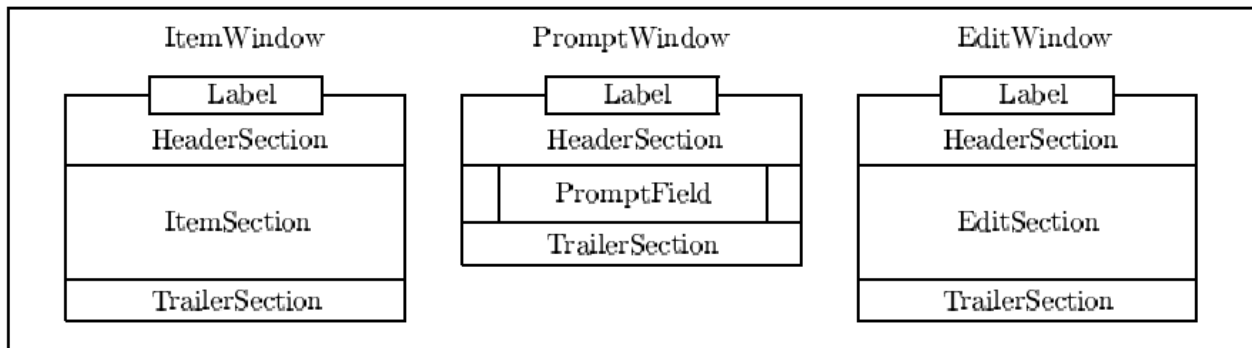 ItemWindow
Label
HeaderSection
ItemSection
TrailerSection
PromptWindow
Label
HeaderSection
PromptField
TrailerSection
EditWindow
Label
HeaderSection
EditSection
TrailerSection